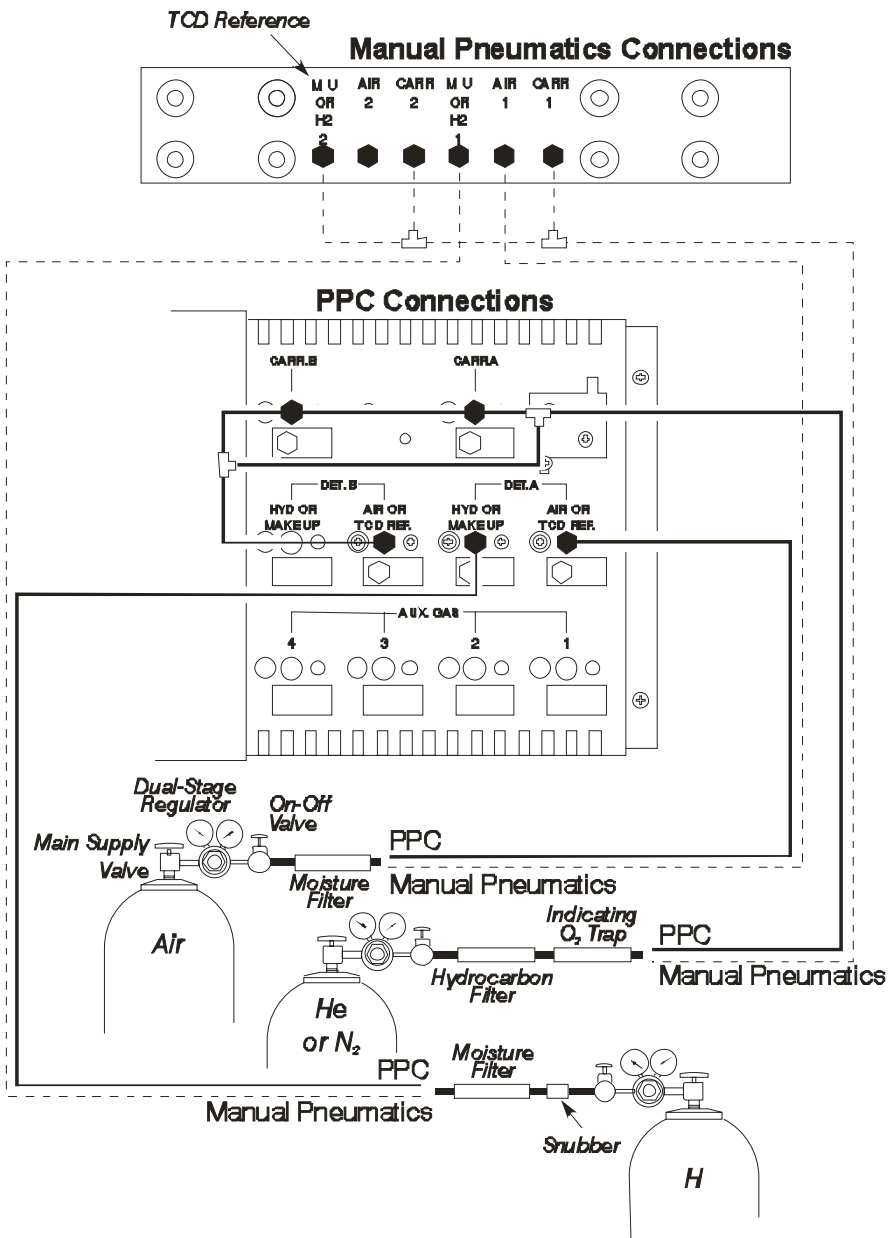 TCD Reference
Manual Pneumatics Connections
MU OR H2 2
AIR 2
CARR 2
MU OR H2 1
AIR 1
CARR 1
PPC Connections
CARR.B
CARR.A
DET. B
DET.A
HYD OR MAKEUP
AIR OR TCD REF.
HYD OR MAKEUP
AIR OR TCD REF.
AUX. GAS
4
3
2
1
Dual-Stage Regulator
On-Off Valve
Main Supply Valve
PPC
Moisture Filter
Manual Pneumatics
Air
Indicating O₂ Trap
PPC
Hydrocarbon Filter
Manual Pneumatics
He or N₂
PPC
Moisture Filter
Manual Pneumatics
Snubber
H